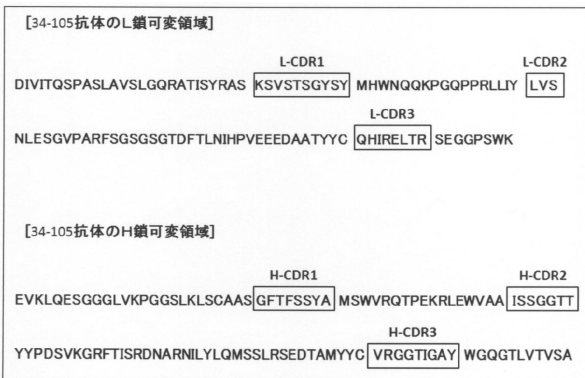 [34-105抗体のL鎖可変領域]
L-CDR1 L-CDR2
DIVITQSPASLAVSLGQRATISYRAS KSVSTSGYSY MHWNQQKPGQPPRLLIY LVS
L-CDR3
NLESGVPARFSGSGSGTDFTLNIHPVEEEDAATYYC QHIRELTR SEGGPSWK
[34-105抗体のH鎖可変領域]
H-CDR1 H-CDR2
EVKLQESGGGLVKPGGSLKLSCAAS GFTFSSYA MSWVRQTPEKRLEWVAA ISSGGTT
H-CDR3
YYPDSVKGRFTISRDNARNILYLQMSSLRSEDTAMYYC VRGGTIGAY WGQGTLVTVSA